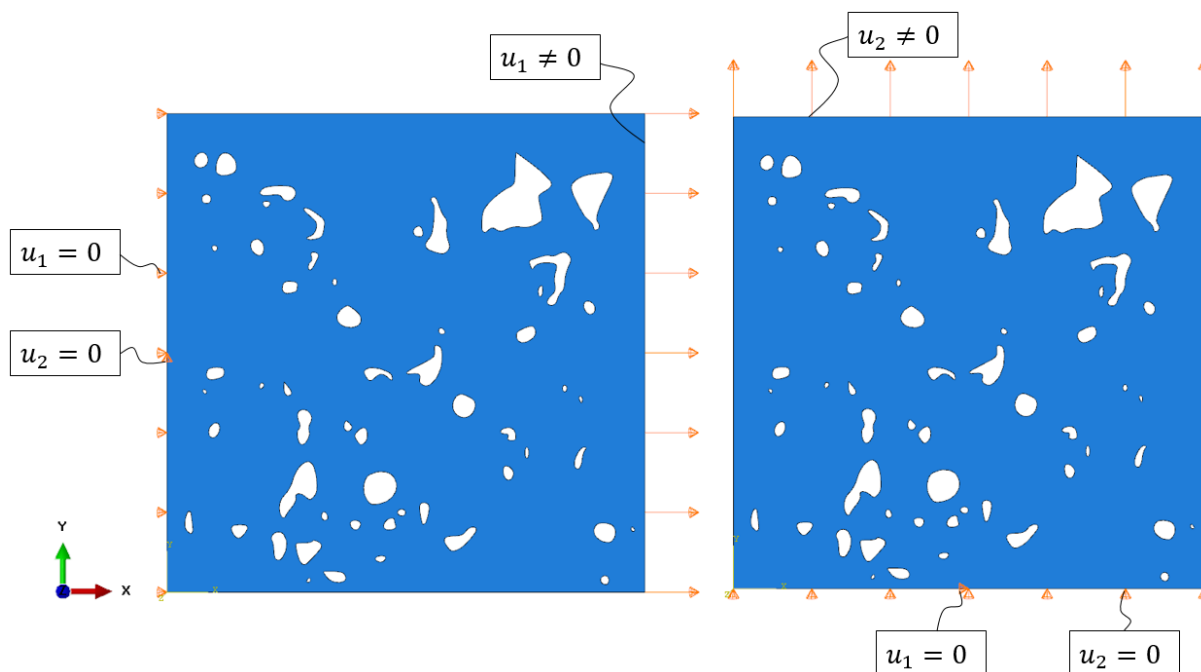 u₂ ≠ 0
u₁ ≠ 0
u₁ = 0
u₂ = 0
Y
X
Z
Y
X
Z
Y
X
Z
u₁ = 0
u₂ = 0